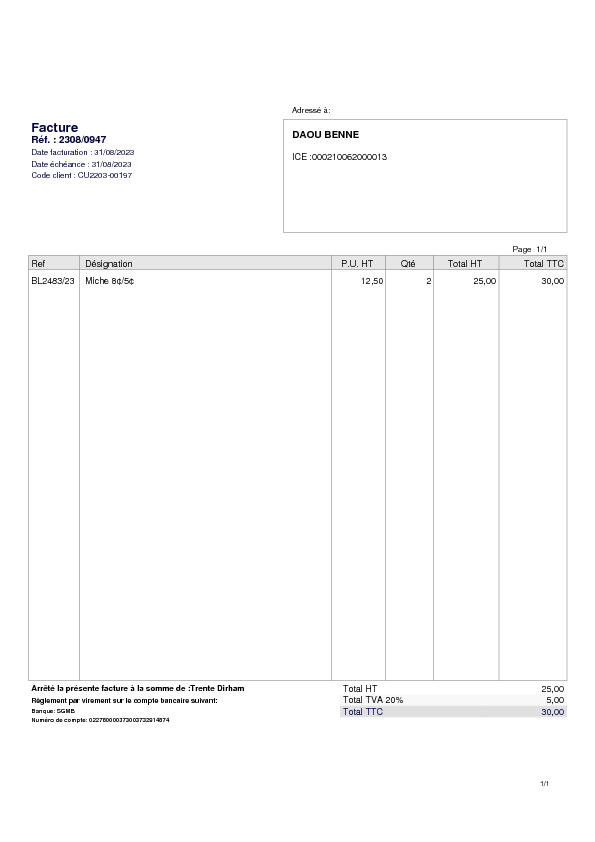 Adressé à:
Facture
Réf. : 2308/0947
Date facturation : 31/08/2023
Date échéance : 31/08/2023
Code client : CU2203-00197
DAOU BENNE
ICE :000210062000013
Page 1/1
Ref Désignation P.U. HT Qté Total HT Total TTC
BL2483/23 Miche 8¢/5¢ 12,50 2 25,00 30,00
Arrêté la présente facture à la somme de :Trente Dirham
Règlement par virement sur le compte bancaire suivant:
Banque: SGMB
Numéro de compte:
Total HT 25,00
Total TVA 20% 5,00
Total TTC 30,00
1/1